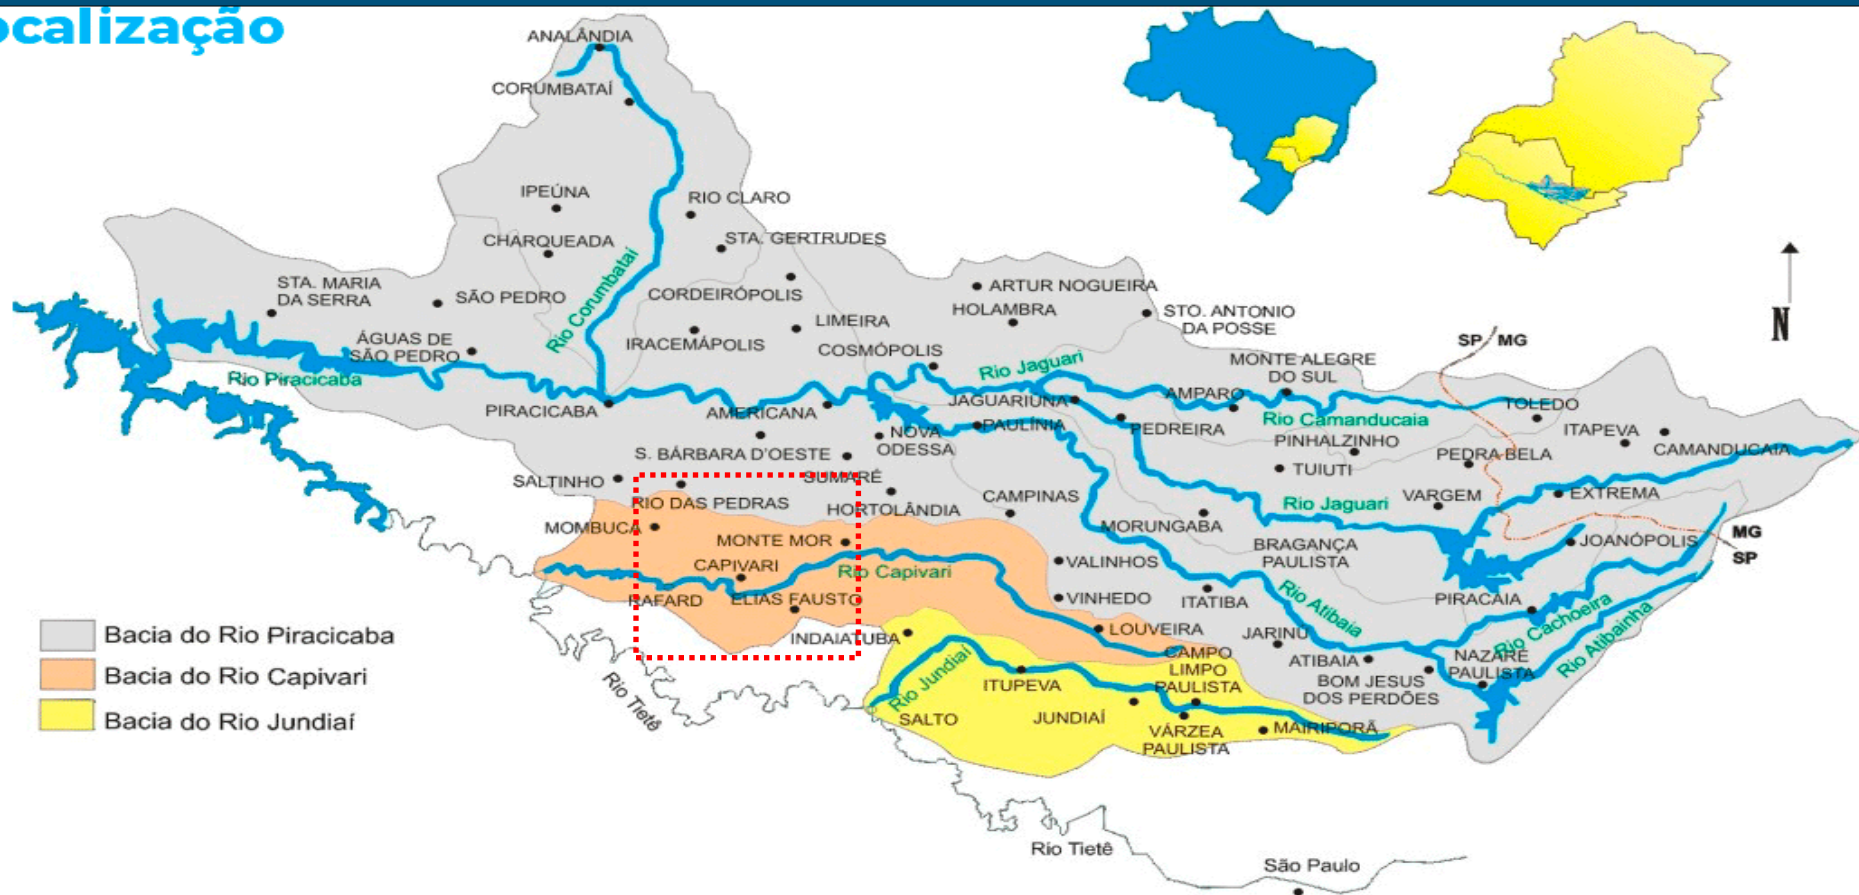 ocalização
ANALÂNDIA
CORUMBATAÍ
IPEÚNA
RIO CLARO
CHARQUEADA
STA. GERTRUDES
Rio Corumbataí
STA. MARIA
DA SERRA
SÃO PEDRO
CORDEIRÓPOLIS
ARTUR NOGUEIRA
HOLAMBRA
STO. ANTONIO
DA POSSE
LIMEIRA
IRACEMÁPOLIS
COSMÓPOLIS
ÁGUAS DE
SÃO PEDRO
Rio Piracicaba
Rio Jaguari
MONTE ALEGRE
DO SUL
SP
MG
N
PIRACICABA
AMERICANA
JAGUARIUNA
AMPARO
Rio Camanducaia
TOLEDO
PAULÍNIA
PEDREIRA
NOVA
ODESSA
PINHALZINHO
ITAPEVA
S. BÁRBARA D'OESTE
TUIUTI
PEDRA BELA
CAMANDUCAIA
SALTINHO
SUMARÉ
RIO DAS PEDRAS
HORTOLÂNDIA
CAMPINAS
Rio Jaguari
VARGEM
EXTREMA
MOMBUCA
MONTE MOR
MORUNGABA
BRAGANÇA
PAULISTA
JOANÓPOLIS
MG
SP
CAPIVARI
Rio Capivari
VALINHOS
RAFARD
ELIAS FAUSTO
VINHEDO
ITATIBA
Rio Atibaia
PIRACAIA
Rio Cachoeira
Rio Atibainha
INDAIATUBA
LOUVEIRA
JARINU
CAMPO
LIMPO
PAULISTA
ATIBAIA
NAZARÉ
PAULISTA
BOM JESUS
DOS PERDÕES
Bacia do Rio Piracicaba
Bacia do Rio Capivari
Bacia do Rio Jundiaí
Rio Tietê
Rio Jundiaí
ITUPEVA
SALTO
JUNDIAÍ
VÁRZEA
PAULISTA
MAIRIPORÃ
Rio Tietê
São Paulo